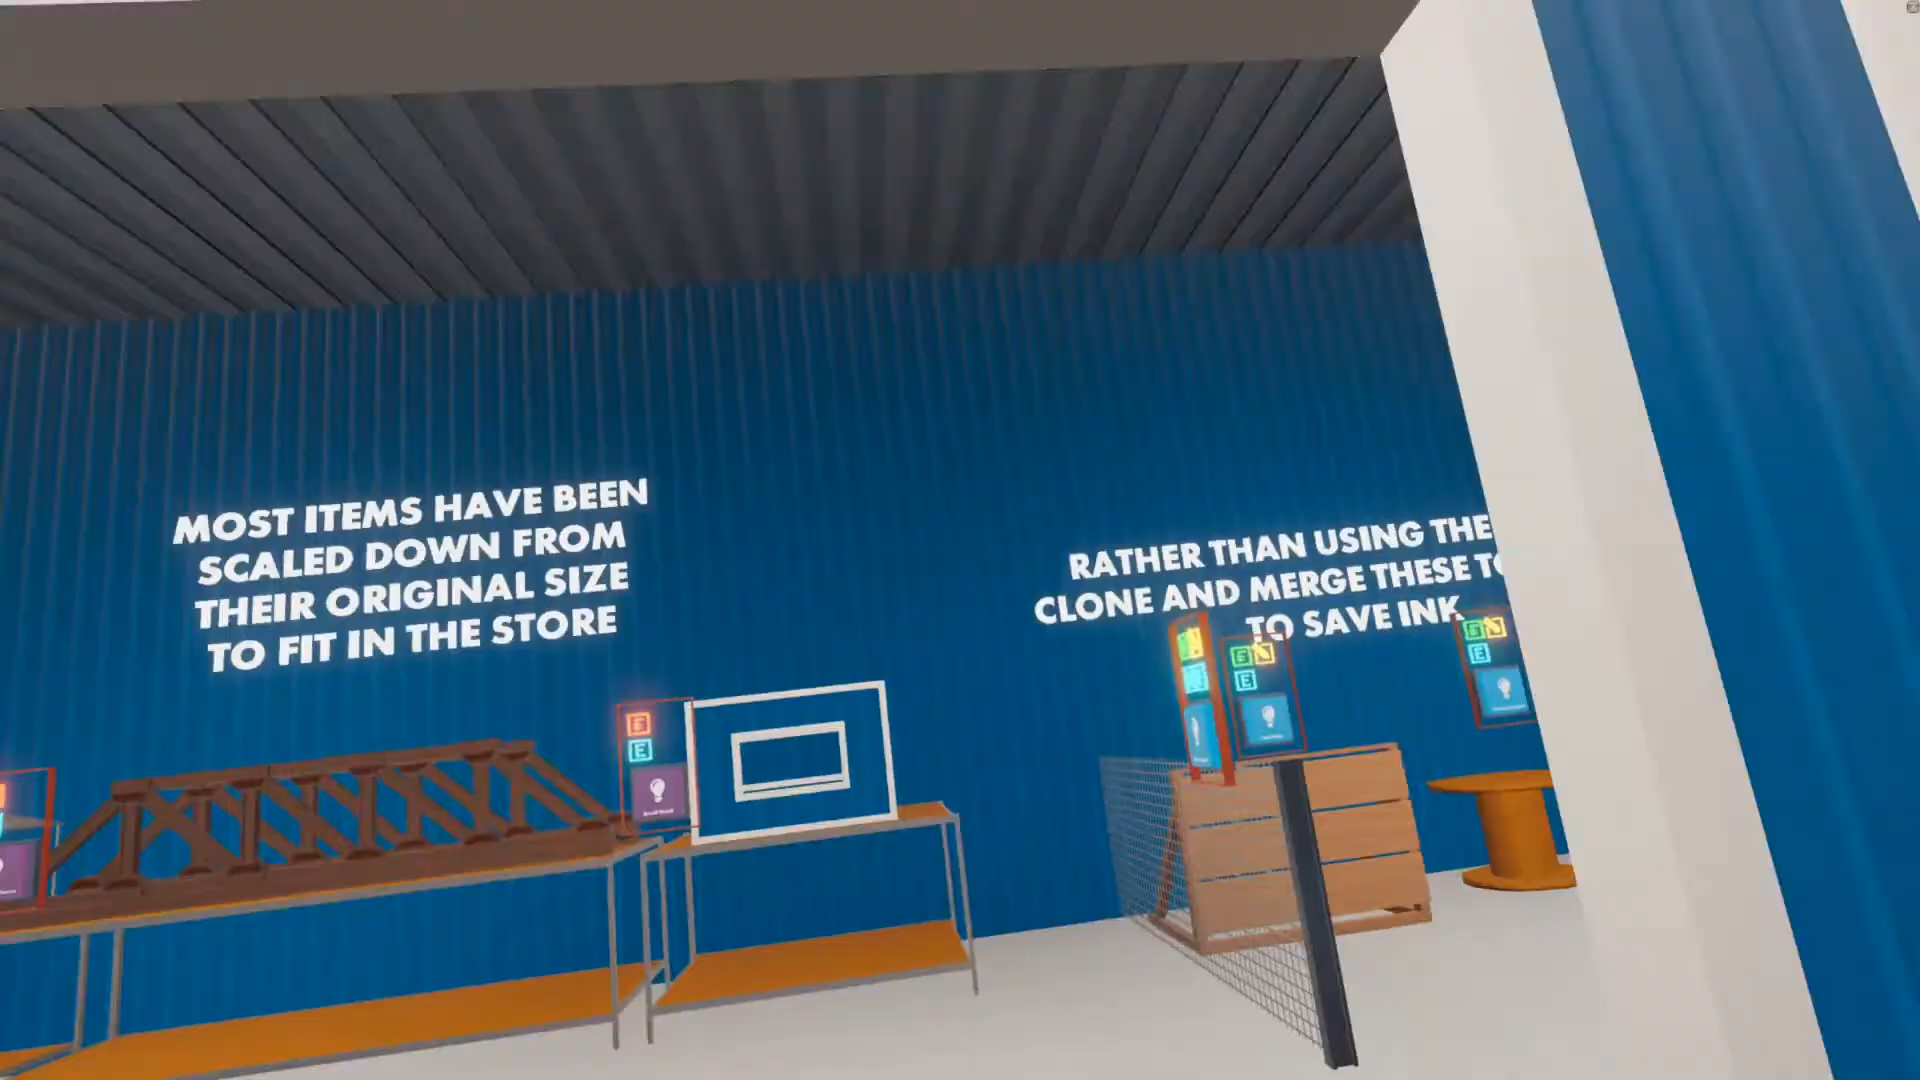 MOST ITEMS HAVE BEEN
SCALED DOWN FROM
THEIR ORIGINAL SIZE
TO FIT IN THE STORE
RATHER THAN USING THE
CLONE AND MERGE THESE
TO SAVE INK
E
E
E
E